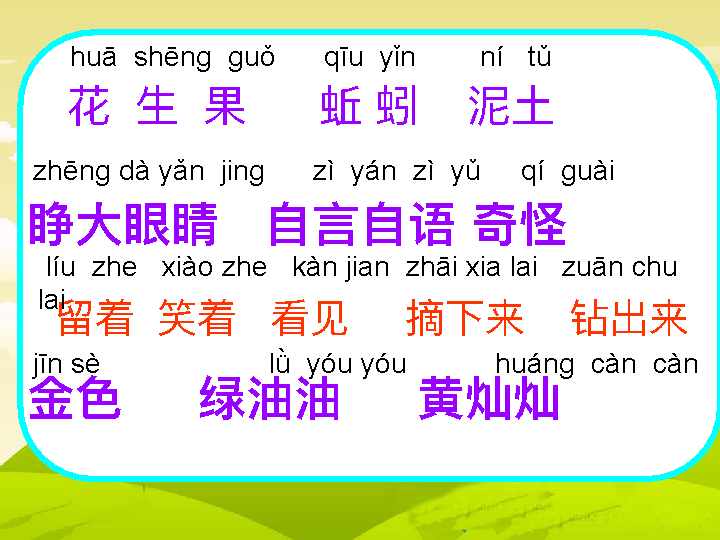 huā shēng guǒ qīu yǐn ní tǔ
花 生 果 蚯 蚓 泥土
zhēng dà yǎn jing zì yán zì yǔ qí guài
睁大眼睛 自言自语 奇怪
líu zhe xiào zhe kàn jian zhāi xia lai zuān chu
lai
留着 笑着 看见 摘下来 钻出来
jīn sè lǜ yóu yóu huáng càn càn
金色 绿油油 黄灿灿